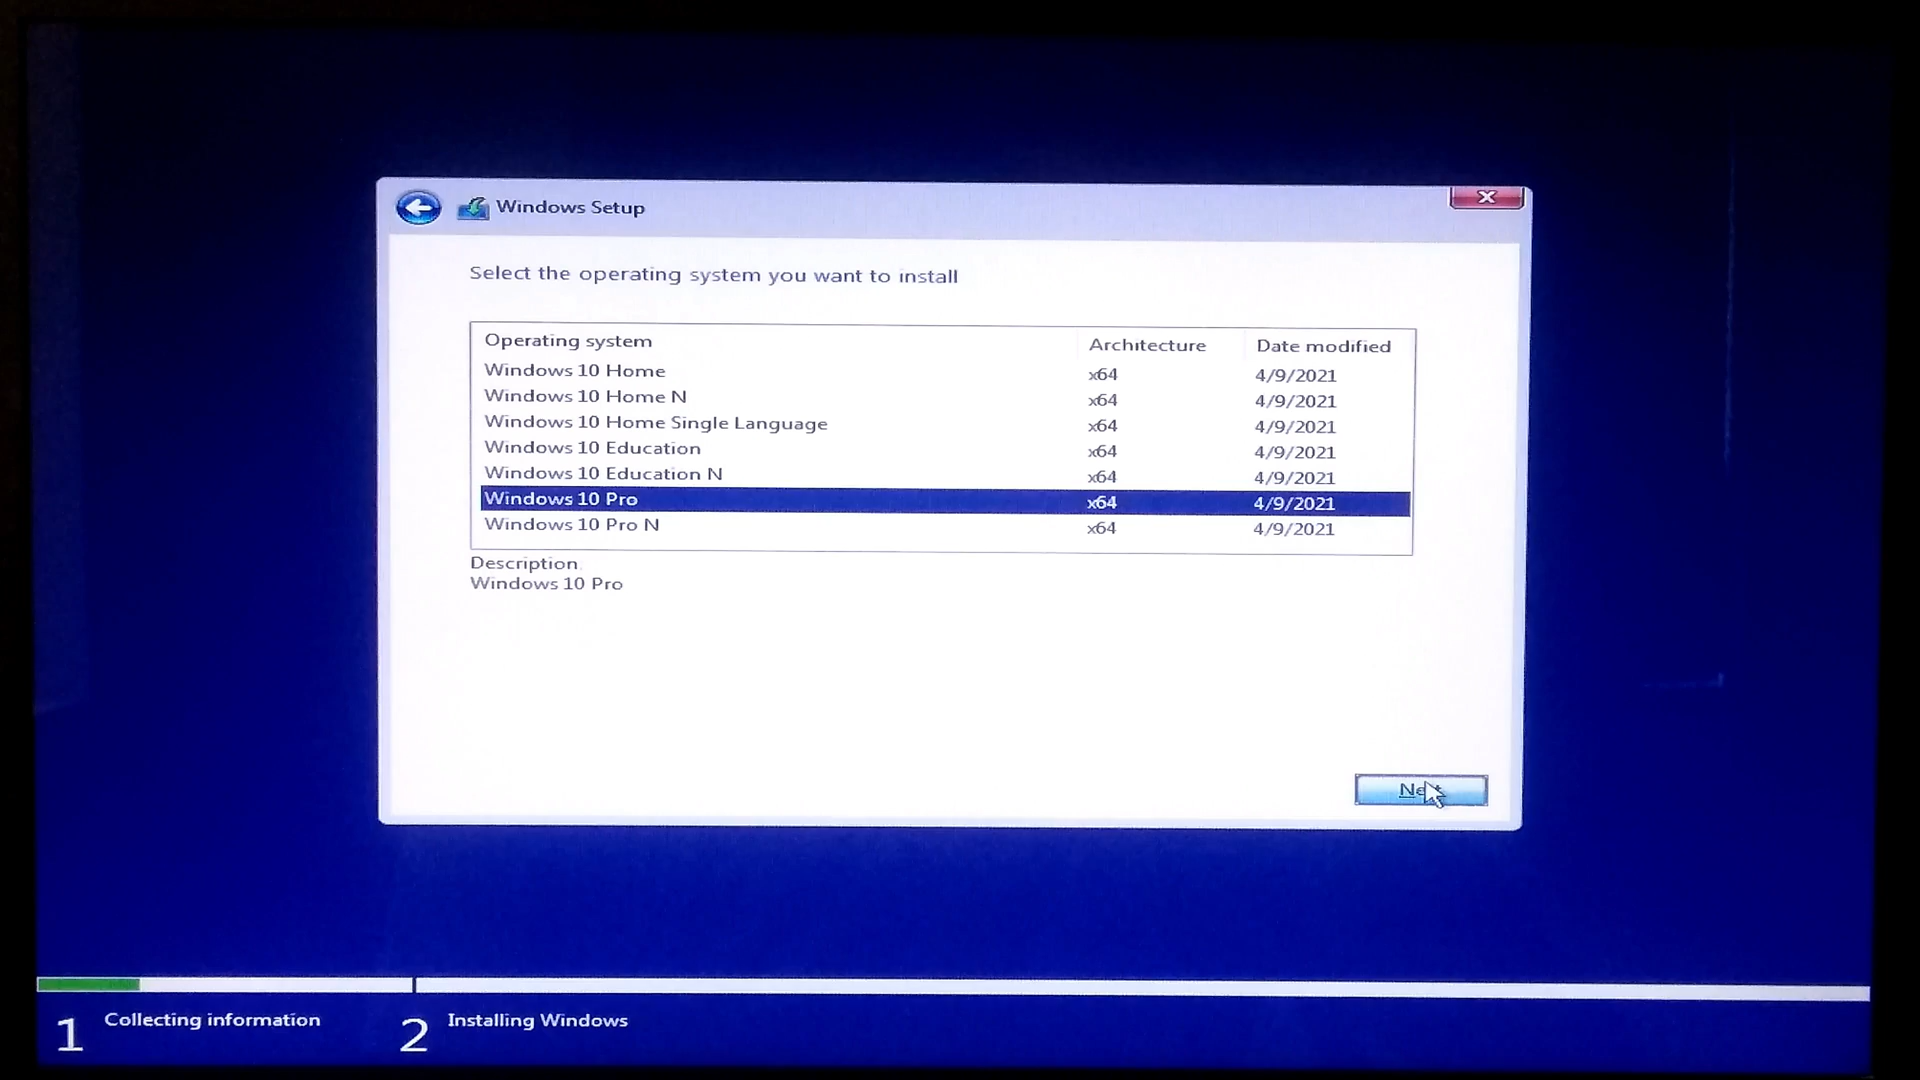 Windows Setup
Select the operating system you want to install
Operating system Architecture Date modified
Windows 10 Home x64 4/9/2021
Windows 10 Home N x64 4/9/2021
Windows 10 Home Single Language x64 4/9/2021
Windows 10 Education x64 4/9/2021
Windows 10 Education N x64 4/9/2021
Windows 10 Pro x64 4/9/2021
Windows 10 Pro N x64 4/9/2021
Description
Windows 10 Pro
Next
1 Collecting information 2 Installing Windows